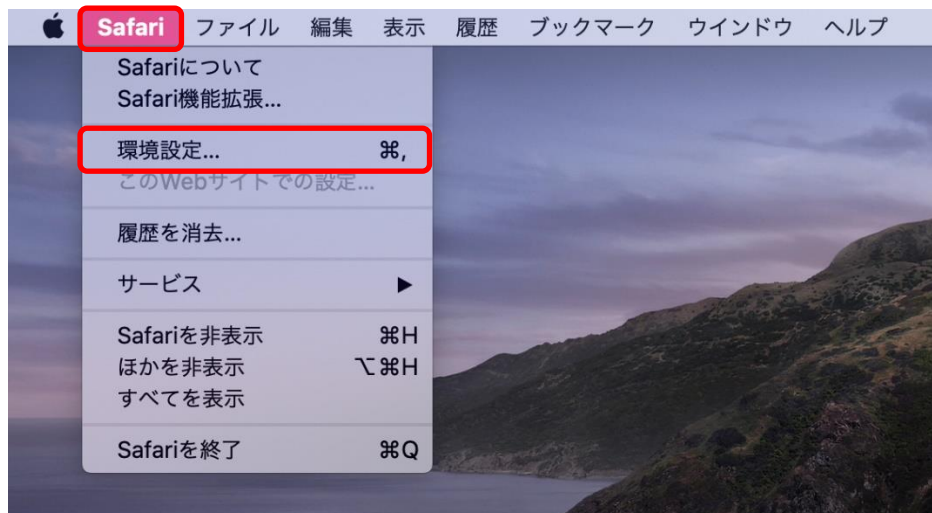 Safari ファイル 編集 表示 履歴 ブックマーク ウインドウ ヘルプ
Safariについて
Safari機能拡張...
環境設定... ⌘,
このWebサイトでの設定...
履歴を消去...
サービス ▶
Safariを非表示 ⌘H
ほかを非表示 ⌥⌘H
すべてを表示
Safariを終了 ⌘Q